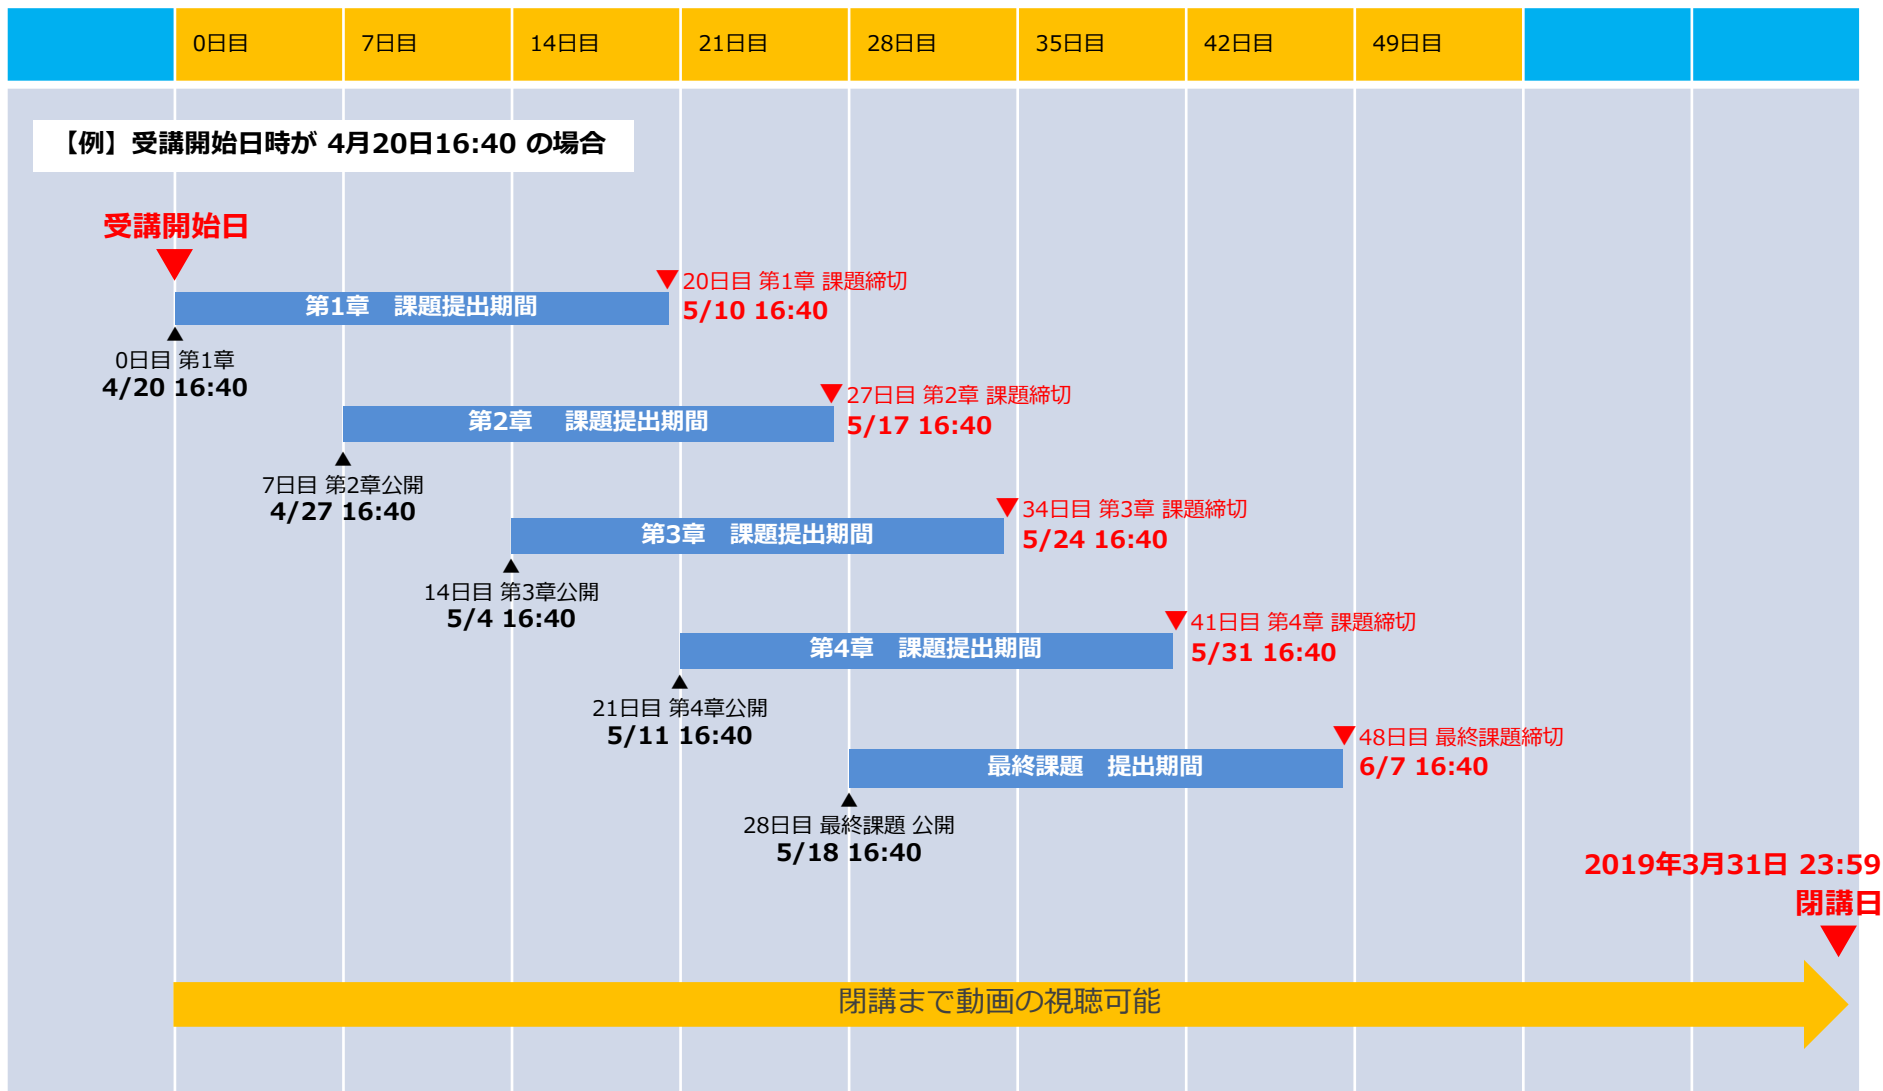 0日目
7日目
14日目
21日目
28日目
35日目
42日目
49日目
【例】受講開始日時が 4月20日16:40 の場合
受講開始日
20日目 第1章 課題締切
5/10 16:40
第1章　課題提出期間
0日目 第1章
4/20 16:40
27日目 第2章 課題締切
5/17 16:40
第2章　課題提出期間
7日目 第2章公開
4/27 16:40
34日目 第3章 課題締切
5/24 16:40
第3章　課題提出期間
14日目 第3章公開
5/4 16:40
41日目 第4章 課題締切
5/31 16:40
第4章　課題提出期間
21日目 第4章公開
5/11 16:40
48日目 最終課題締切
6/7 16:40
最終課題　提出期間
28日目 最終課題 公開
5/18 16:40
2019年3月31日 23:59
閉講日
閉講まで動画の視聴可能